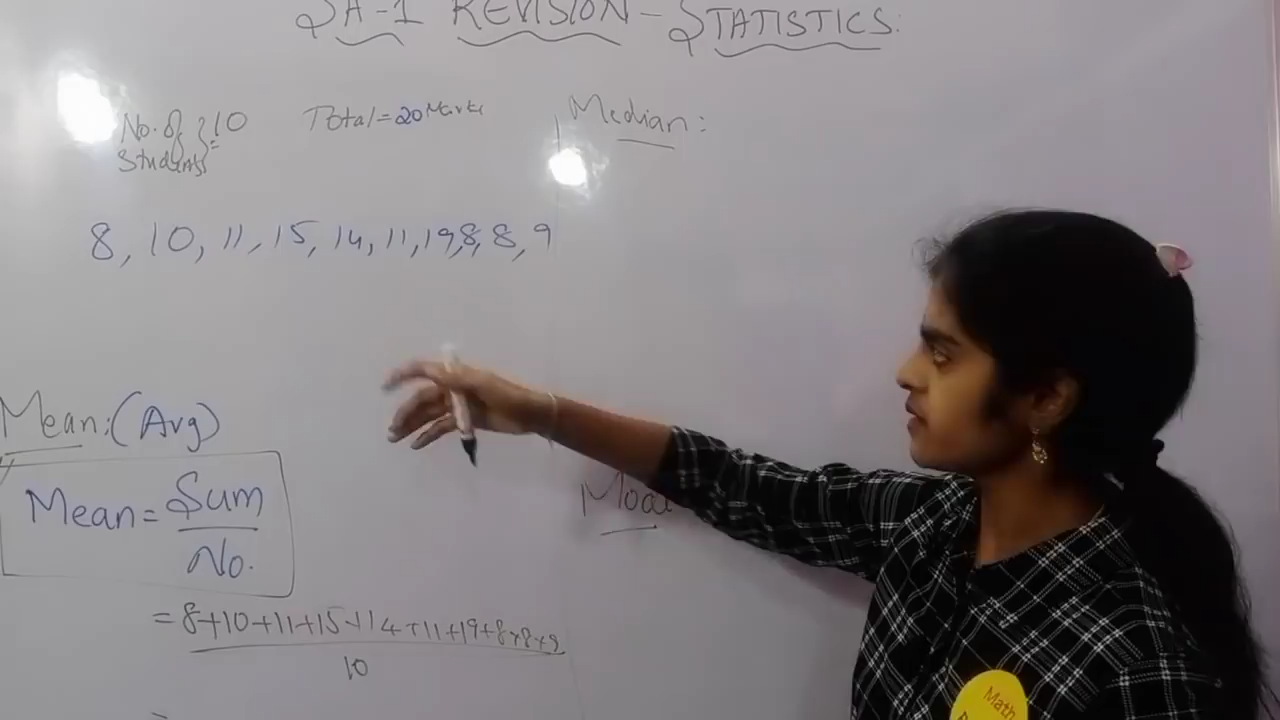 SA-1 REVISION - STATISTICS:
No. of Students } = 10
Total = 20 Marks
8, 10, 11, 15, 14, 11, 19, 8, 8, 9
Mean: (Avg)
Mean = Sum
No.
= 8+10+11+15+14+11+19+8+8+9
10
=
Median:
Math